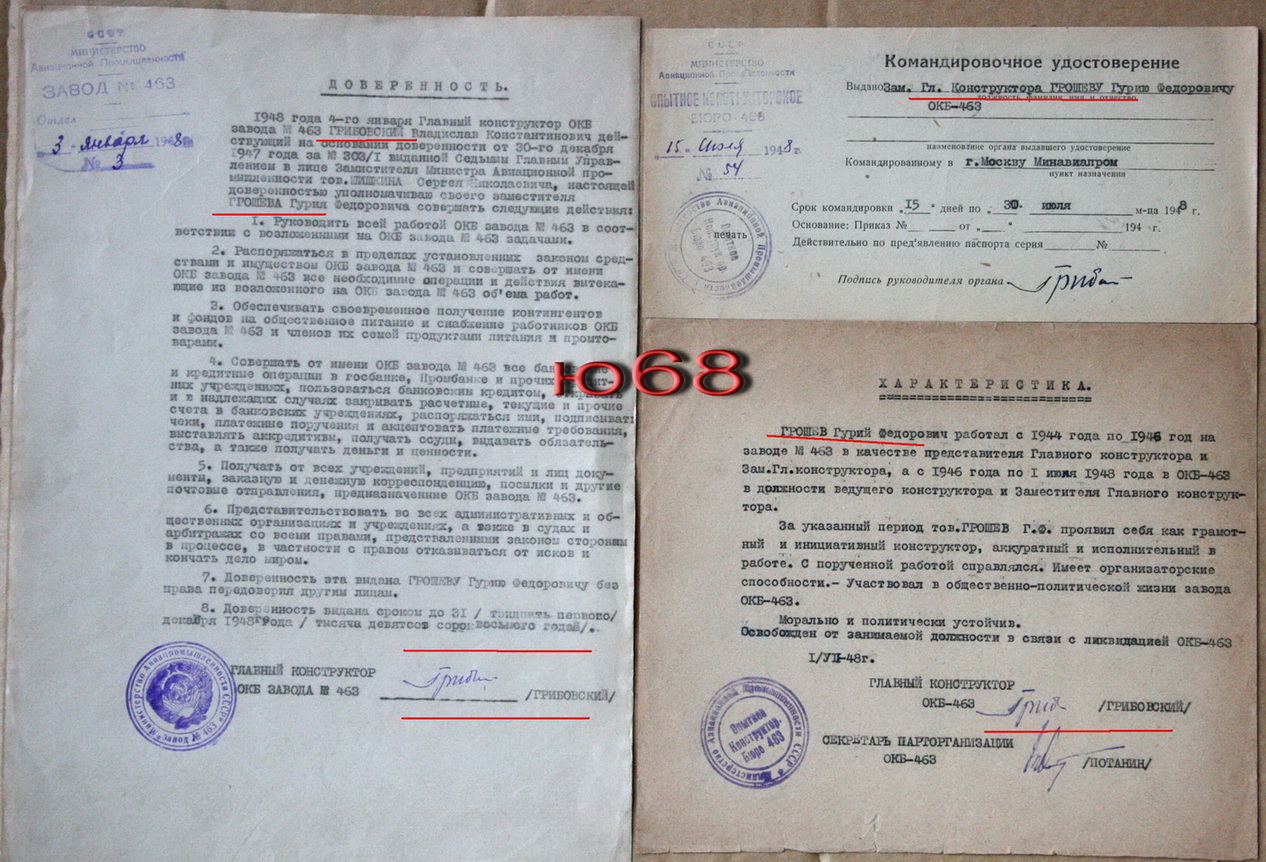 СССР
МИНИСТЕРСТВО
Авиационной Промышленности
ЗАВОД № 463
Отдел
3 января 1948 г.
№ 3
ДОВЕРЕННОСТЬ.
1948 года 4-го января Главный конструктор ОКБ
завода № 463 ГРИБОВСКИЙ Владислав Константинович дей-
ствующий на основании доверенности от 30-го декабря
1947 года за № 303/1 выданной Седьмым Главным Управ-
лением в лице Заместителя Министра Авиационной про-
мышленности тов. ШИШКИНА Сергея Николаевича, настоящей
доверенностью уполномачиваю своего заместителя
ГРОШЕВА Гурия Федоровича совершать следующие действия:
1. Руководить всей работой ОКБ завода № 463 в соот-
ветствии с возложенными на ОКБ завода № 463 задачами.
2. Распоряжаться в пределах установленных законом сред-
ствами и имуществом ОКБ завода № 463 и совершать от имени
ОКБ завода № 463 все необходимые операции и действия вытека-
ющие из возложенного на ОКБ завода № 463 об'ема работ.
3. Обеспечивать своевременное получение контингентов
и фондов на общественное питание и снабжение работников ОКБ
завода № 463 и членов их семей продуктами питания и промто-
варами.
4. Совершать от имени ОКБ завода № 463 все
и кредитные операции в госбанке, Промбанке и прочих
ных учреждениях, пользоваться банковским кредитом,
и в надлежащих случаях закрывать расчетные, текущие и прочие
счета в банковских учреждениях, распоряжаться ими, подписывать
чеки, платежные поручения и акцептовать платежные требования,
выставлять аккредитивы, получать ссуды, выдавать обязатель-
ства, а также получать деньги и ценности.
5. Получать от всех учреждений, предприятий и лиц доку-
менты, заказную и денежную корреспонденцию, посылки и другие
почтовые отправления, предназначенные ОКБ завода № 463.
6. Представительствовать во всех административных и об-
щественных организациях и учреждениях, а также в судах и
арбитражах со всеми правами, предоставленными законом сторонам
в процессе, в частности с правом отказываться от исков и
кончать дело миром.
7. Доверенность эта выдана ГРОШЕВУ Гурию Федоровичу без
права передоверия другим лицам.
8. Доверенность выдана сроком до 31 / тридцать первого/
декабря 1948 года / тысяча девятсот сорок восьмого года/.
ГЛАВНЫЙ КОНСТРУКТОР
ОКБ ЗАВОДА № 463 /ГРИБОВСКИЙ/
СССР
МИНИСТЕРСТВО
Авиационной Промышленности
ОПЫТНОЕ КОНСТРУКТОРСКОЕ
БЮРО-463
15 июля 1948 г.
№ 54
Командировочное удостоверение
Выдано Зам. Гл. Конструктора ГРОШЕВУ Гурию Федоровичу
должность, фамилия, имя и отчество
ОКБ-463
наименование органа выдавшего удостоверение
Командированному в г.Москву Минавиапром
пункт назначения
Срок командировки „15" дней по „30" июля м-ца 1948 г.
Основание: Приказ № от „ " 194 г.
Действительно по предъявлению паспорта серия №
печать
Подпись руководителя органа
ю68
ХАРАКТЕРИСТИКА.
ГРОШЕВ Гурий Федорович работал с 1944 года по 1946 год на
заводе № 463 в качестве представителя Главного конструктора и
Зам.Гл.конструктора, а с 1946 года по 1 июля 1948 года в ОКБ-463
в должности ведущего конструктора и Заместителя Главного конструк-
тора.
За указанный период тов.ГРОШЕВ Г.Ф. проявил себя как грамот-
ный и инициативный конструктор, аккуратный и исполнительный в
работе. С порученной работой справлялся. Имеет организаторские
способности.- Участвовал в общественно-политической жизни завода
ОКБ-463.
Морально и политически устойчив.
Освобожден от занимаемой должности в связи с ликвидацией ОКБ-463
1/VII-48г.
ГЛАВНЫЙ КОНСТРУКТОР
ОКБ-463 /ГРИБОВСКИЙ/
Опытное
Конструктор.
Бюро 463
СЕКРЕТАРЬ ПАРТОРГАНИЗАЦИИ
ОКБ-463 /ПОТАНИН/